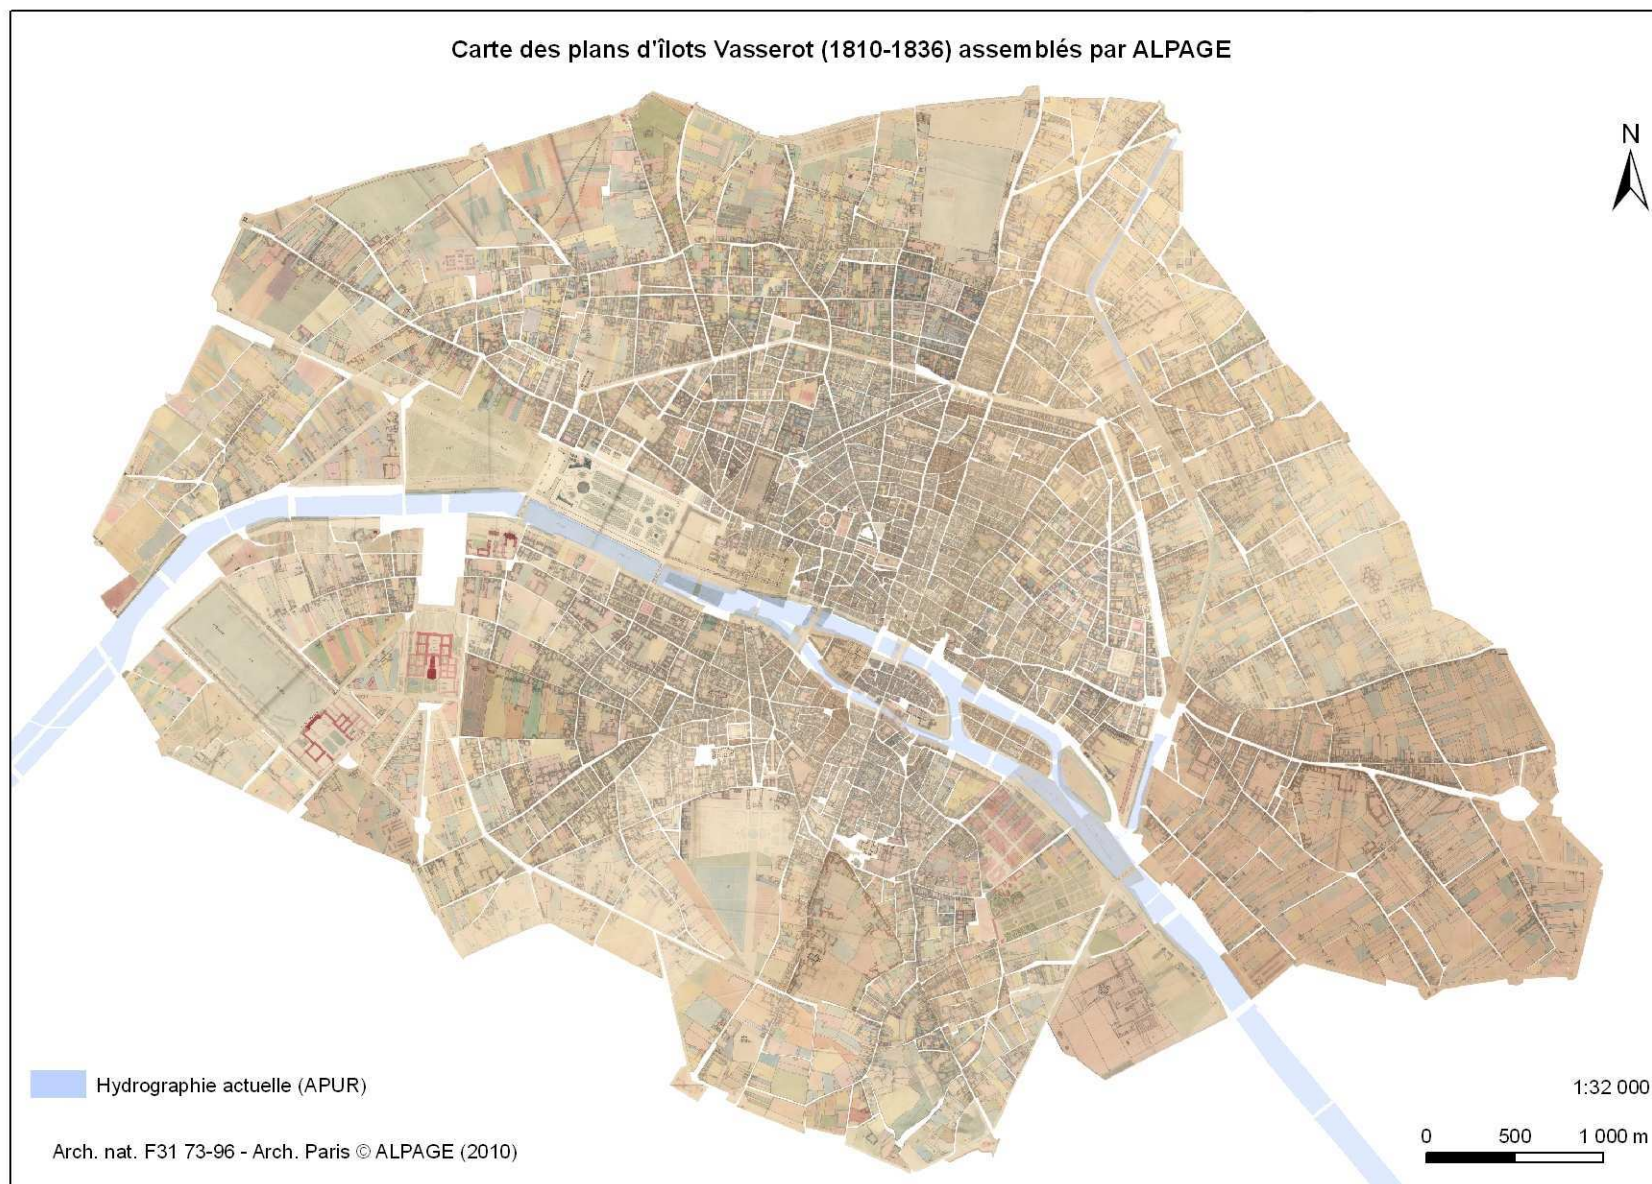 Carte des plans d'îlots Vasserot (1810-1836) assemblés par ALPAGE
N
Hydrographie actuelle (APUR)
1:32 000
0 500 1 000 m
Arch. nat. F31 73-96 - Arch. Paris © ALPAGE (2010)